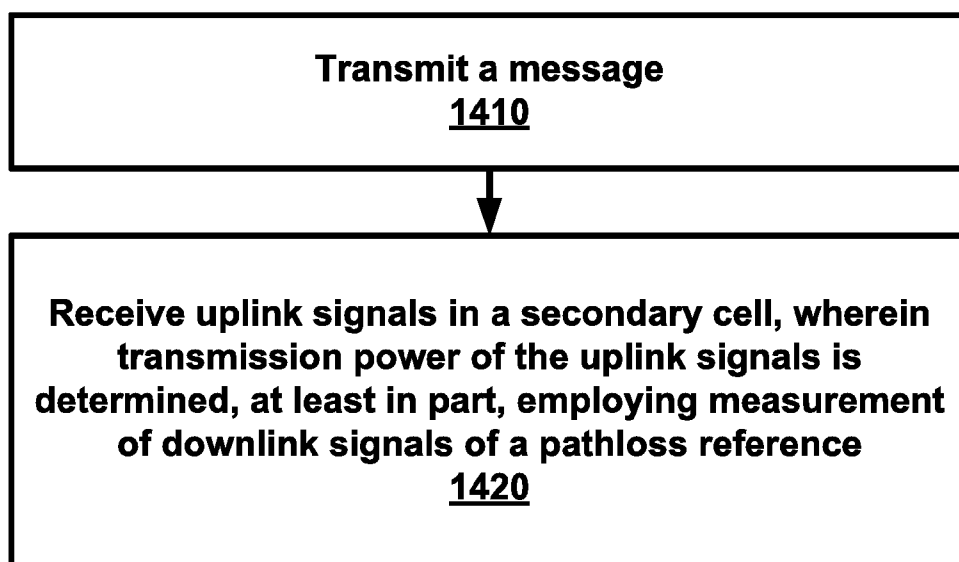 Transmit a message
1410
Receive uplink signals in a secondary cell, wherein
transmission power of the uplink signals is
determined, at least in part, employing measurement
of downlink signals of a pathloss reference
1420